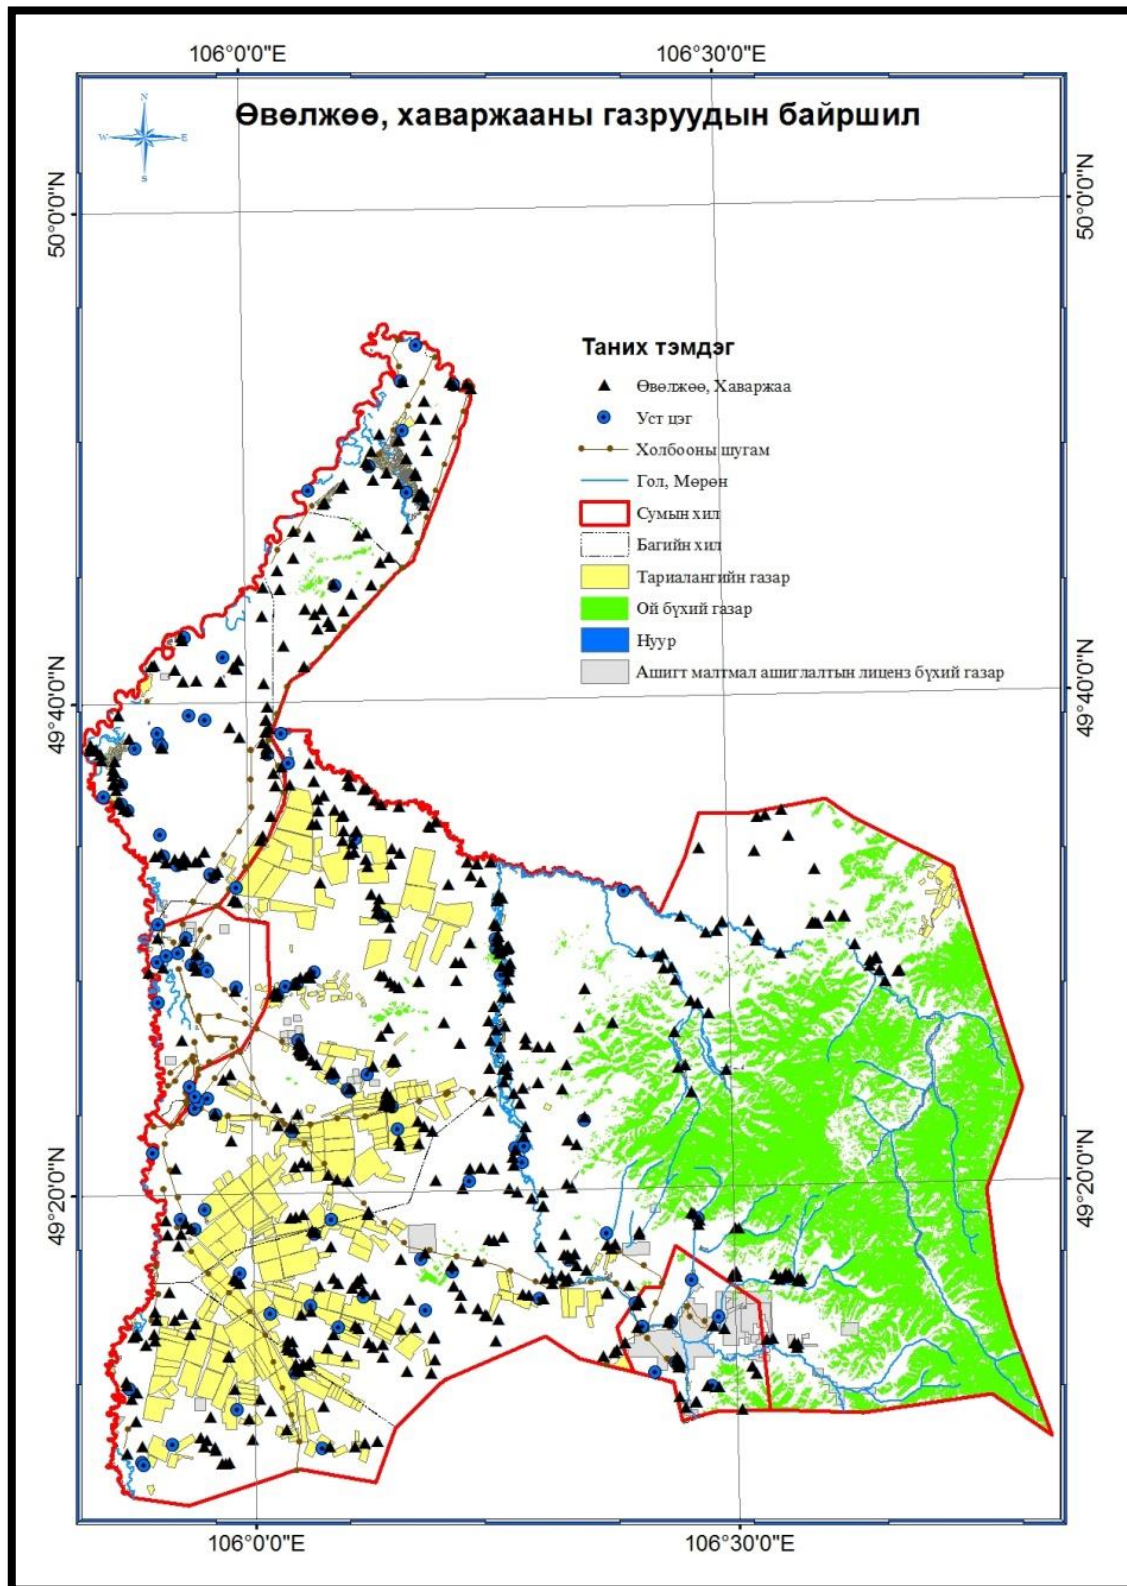 106°0'0"E 106°30'0"E
Өвөлжөө, хаваржааны газруудын байршил
N
W E
S
50°0'0"N 50°0'0"N
Таних тэмдэг
Өвөлжөө, Хаваржаа
Уст цэг
Холбооны шугам
Гол, Мөрөн
Сумын хил
Багийн хил
Тариалангийн газар
Ой бүхий газар
Нуур
Ашигт малтмал ашиглалтын лиценз бүхий газар
49°40'0"N 49°40'0"N
49°20'0"N 49°20'0"N
106°0'0"E 106°30'0"E